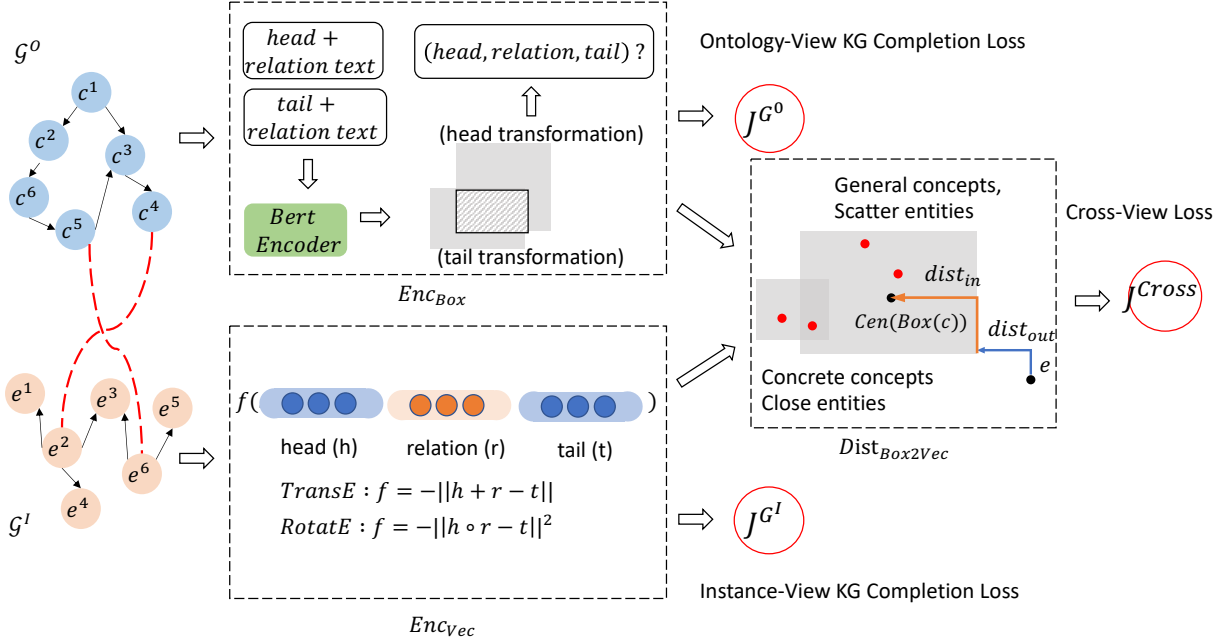 𝒢^O
c^1
c^2
c^3
c^6
c^5
c^4
e^1
e^3
e^5
e^2
e^6
e^4
𝒢^I
head +
relation text
tail +
relation text
Bert
Encoder
(head, relation, tail) ?
(head transformation)
(tail transformation)
Enc_Box
f(
)
head (h)
relation (r)
tail (t)
TransE : f = −||h + r − t||
RotatE : f = −||h ∘ r − t||^2
Enc_Vec
Ontology-View KG Completion Loss
J^{G^0}
General concepts,
Scatter entities
dist_in
Cen(Box(c))
dist_out
e
Concrete concepts
Close entities
Dist_Box2Vec
Cross-View Loss
J^Cross
J^{G^I}
Instance-View KG Completion Loss